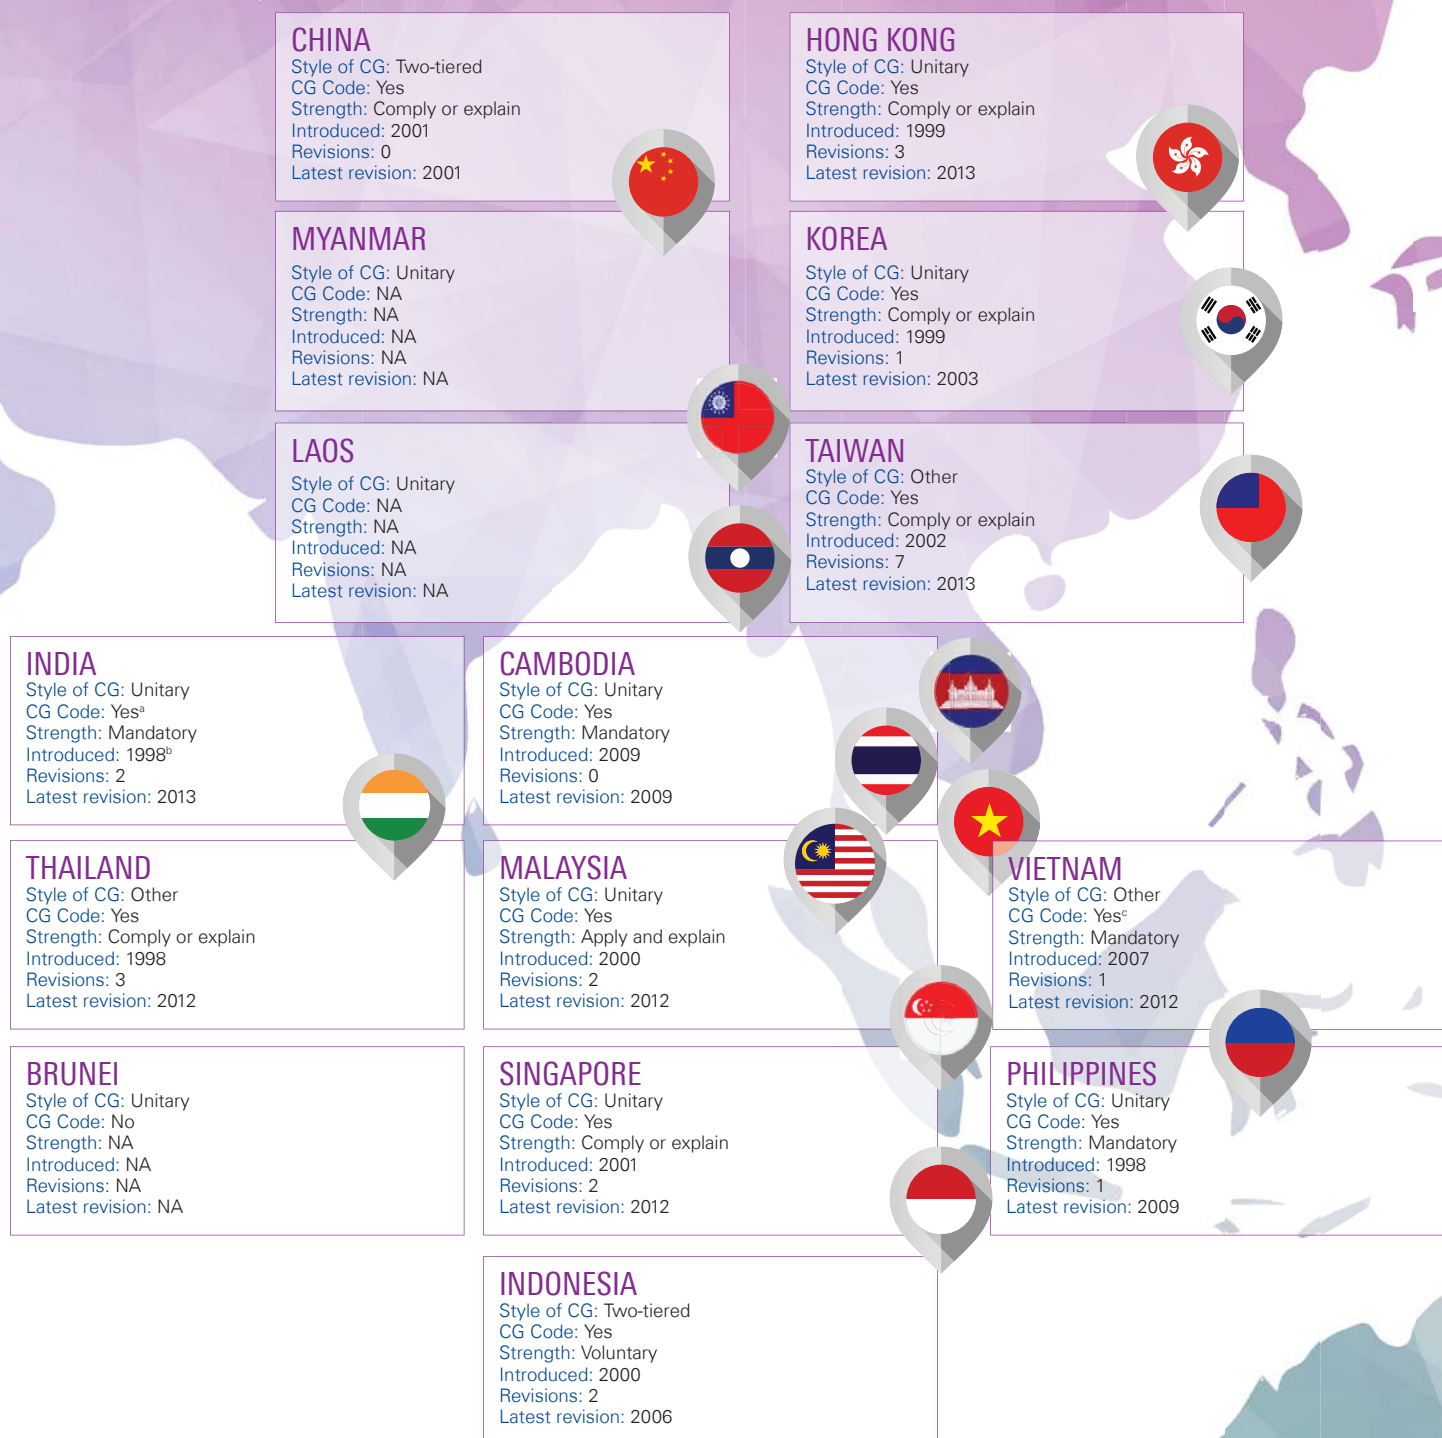 CHINA
Style of CG: Two-tiered
CG Code: Yes
Strength: Comply or explain
Introduced: 2001
Revisions: 0
Latest revision: 2001
HONG KONG
Style of CG: Unitary
CG Code: Yes
Strength: Comply or explain
Introduced: 1999
Revisions: 3
Latest revision: 2013
MYANMAR
Style of CG: Unitary
CG Code: NA
Strength: NA
Introduced: NA
Revisions: NA
Latest revision: NA
KOREA
Style of CG: Unitary
CG Code: Yes
Strength: Comply or explain
Introduced: 1999
Revisions: 1
Latest revision: 2003
LAOS
Style of CG: Unitary
CG Code: NA
Strength: NA
Introduced: NA
Revisions: NA
Latest revision: NA
TAIWAN
Style of CG: Other
CG Code: Yes
Strength: Comply or explain
Introduced: 2002
Revisions: 7
Latest revision: 2013
INDIA
Style of CG: Unitary
CG Code: Yesᵃ
Strength: Mandatory
Introduced: 1998ᵇ
Revisions: 2
Latest revision: 2013
CAMBODIA
Style of CG: Unitary
CG Code: Yes
Strength: Mandatory
Introduced: 2009
Revisions: 0
Latest revision: 2009
THAILAND
Style of CG: Other
CG Code: Yes
Strength: Comply or explain
Introduced: 1998
Revisions: 3
Latest revision: 2012
MALAYSIA
Style of CG: Unitary
CG Code: Yes
Strength: Apply and explain
Introduced: 2000
Revisions: 2
Latest revision: 2012
VIETNAM
Style of CG: Other
CG Code: Yesᶜ
Strength: Mandatory
Introduced: 2007
Revisions: 1
Latest revision: 2012
BRUNEI
Style of CG: Unitary
CG Code: No
Strength: NA
Introduced: NA
Revisions: NA
Latest revision: NA
SINGAPORE
Style of CG: Unitary
CG Code: Yes
Strength: Comply or explain
Introduced: 2001
Revisions: 2
Latest revision: 2012
PHILIPPINES
Style of CG: Unitary
CG Code: Yes
Strength: Mandatory
Introduced: 1998
Revisions: 1
Latest revision: 2009
INDONESIA
Style of CG: Two-tiered
CG Code: Yes
Strength: Voluntary
Introduced: 2000
Revisions: 2
Latest revision: 2006